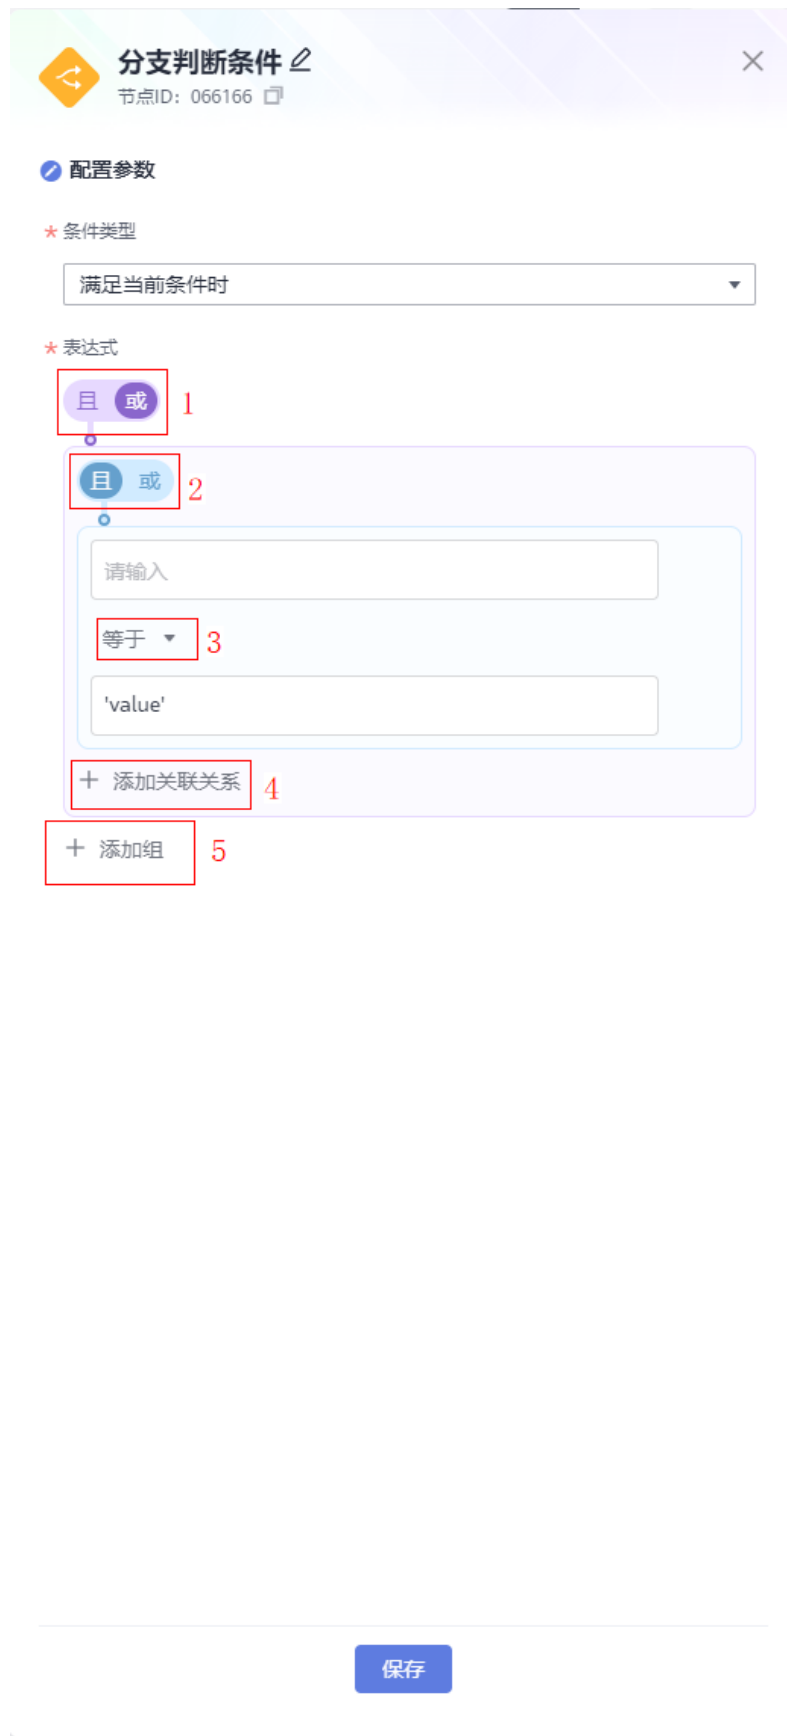 分支判断条件
节点ID：066166
配置参数
* 条件类型
满足当前条件时
* 表达式
且 或 1
且 或 2
请输入
等于 3
'value'
+ 添加关联关系 4
+ 添加组 5
保存